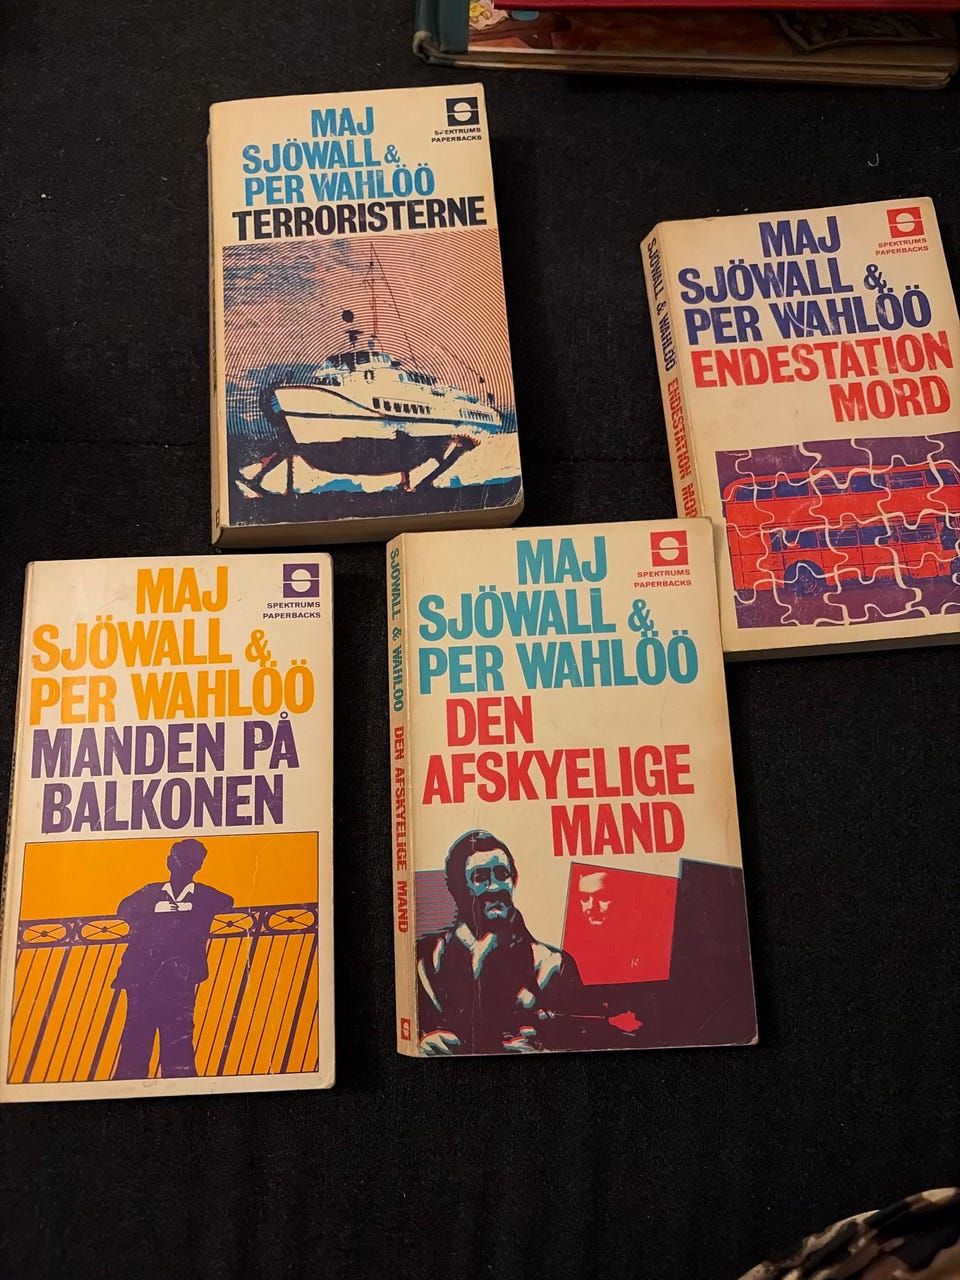 MAJ
SJÖWALL &
PER WAHLÖÖ
TERRORISTERNE
SPEKTRUMS
PAPERBACKS
MAJ
SJÖWALL &
PER WAHLÖÖ
ENDESTATION
MORD
SPEKTRUMS
PAPERBACKS
SJÖWALL & WAHLÖÖ ENDESTATION MORD
MAJ
SJÖWALL &
PER WAHLÖÖ
MANDEN PÅ
BALKONEN
SPEKTRUMS
PAPERBACKS
MAJ
SJÖWALL &
PER WAHLÖÖ
DEN
AFSKYELIGE
MAND
SPEKTRUMS
PAPERBACKS
SJÖWALL & WAHLÖÖ DEN AFSKYELIGE MAND